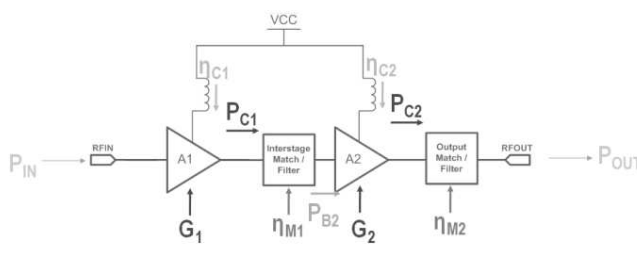 VCC
ηC1
ηC2
PC1
PC2
PIN
RFIN
A1
Interstage
Match /
Filter
A2
Output
Match /
Filter
RFOUT
POUT
G1
ηM1
PB2
G2
ηM2